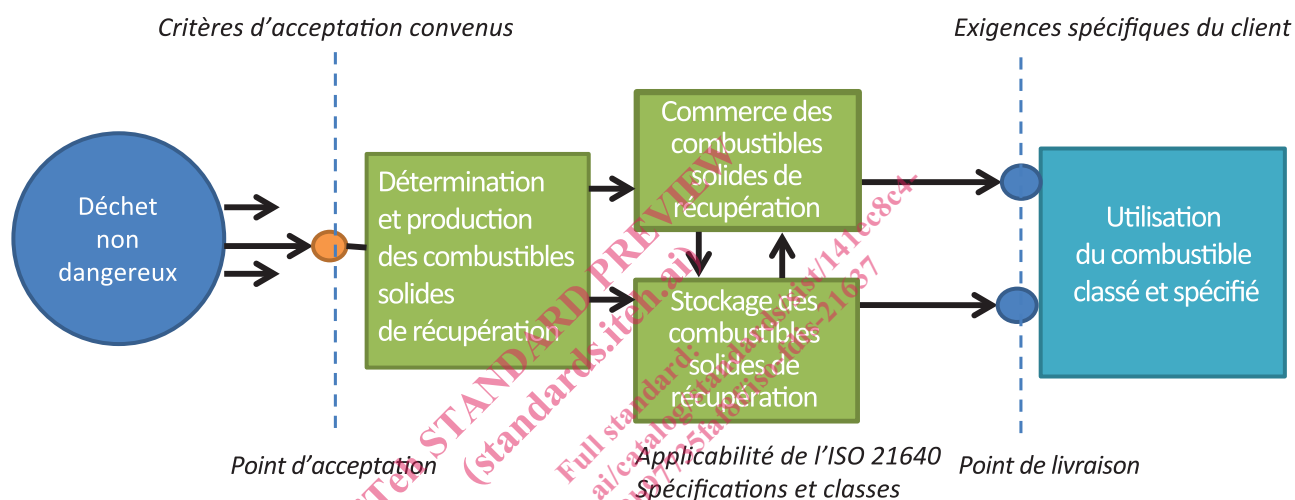 Critères d’acceptation convenus
Exigences spécifiques du client
Déchet
non
dangereux
Détermination
et production
des combustibles
solides
de récupération
Commerce des
combustibles
solides de
récupération
Stockage des
combustibles
solides de
récupération
Utilisation
du combustible
classé et spécifié
Point d’acceptation
Applicabilité de l’ISO 21640
Spécifications et classes
Point de livraison
STANDARD PREVIEW
(standards.iteh.ai)
Full standard: